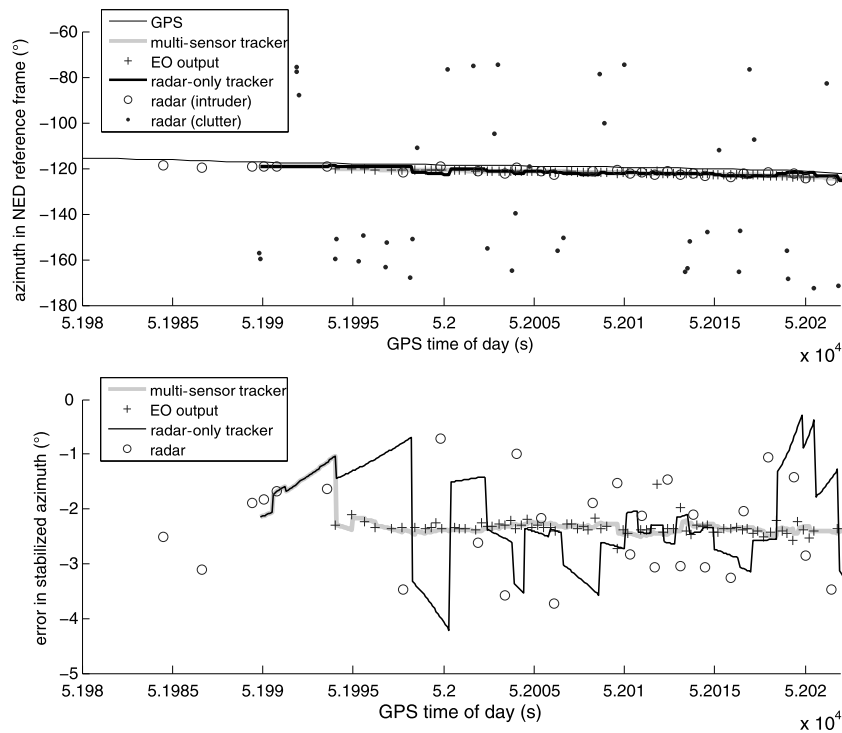 GPS
multi-sensor tracker
EO output
radar-only tracker
radar (intruder)
radar (clutter)
azimuth in NED reference frame (°)
−60
−80
−100
−120
−140
−160
−180
5.198 5.1985 5.199 5.1995 5.2 5.2005 5.201 5.2015 5.202
GPS time of day (s)
x 10⁴
multi-sensor tracker
EO output
radar-only tracker
radar
error in stabilized azimuth (°)
0
−1
−2
−3
−4
−5
5.198 5.1985 5.199 5.1995 5.2 5.2005 5.201 5.2015 5.202
GPS time of day (s)
x 10⁴